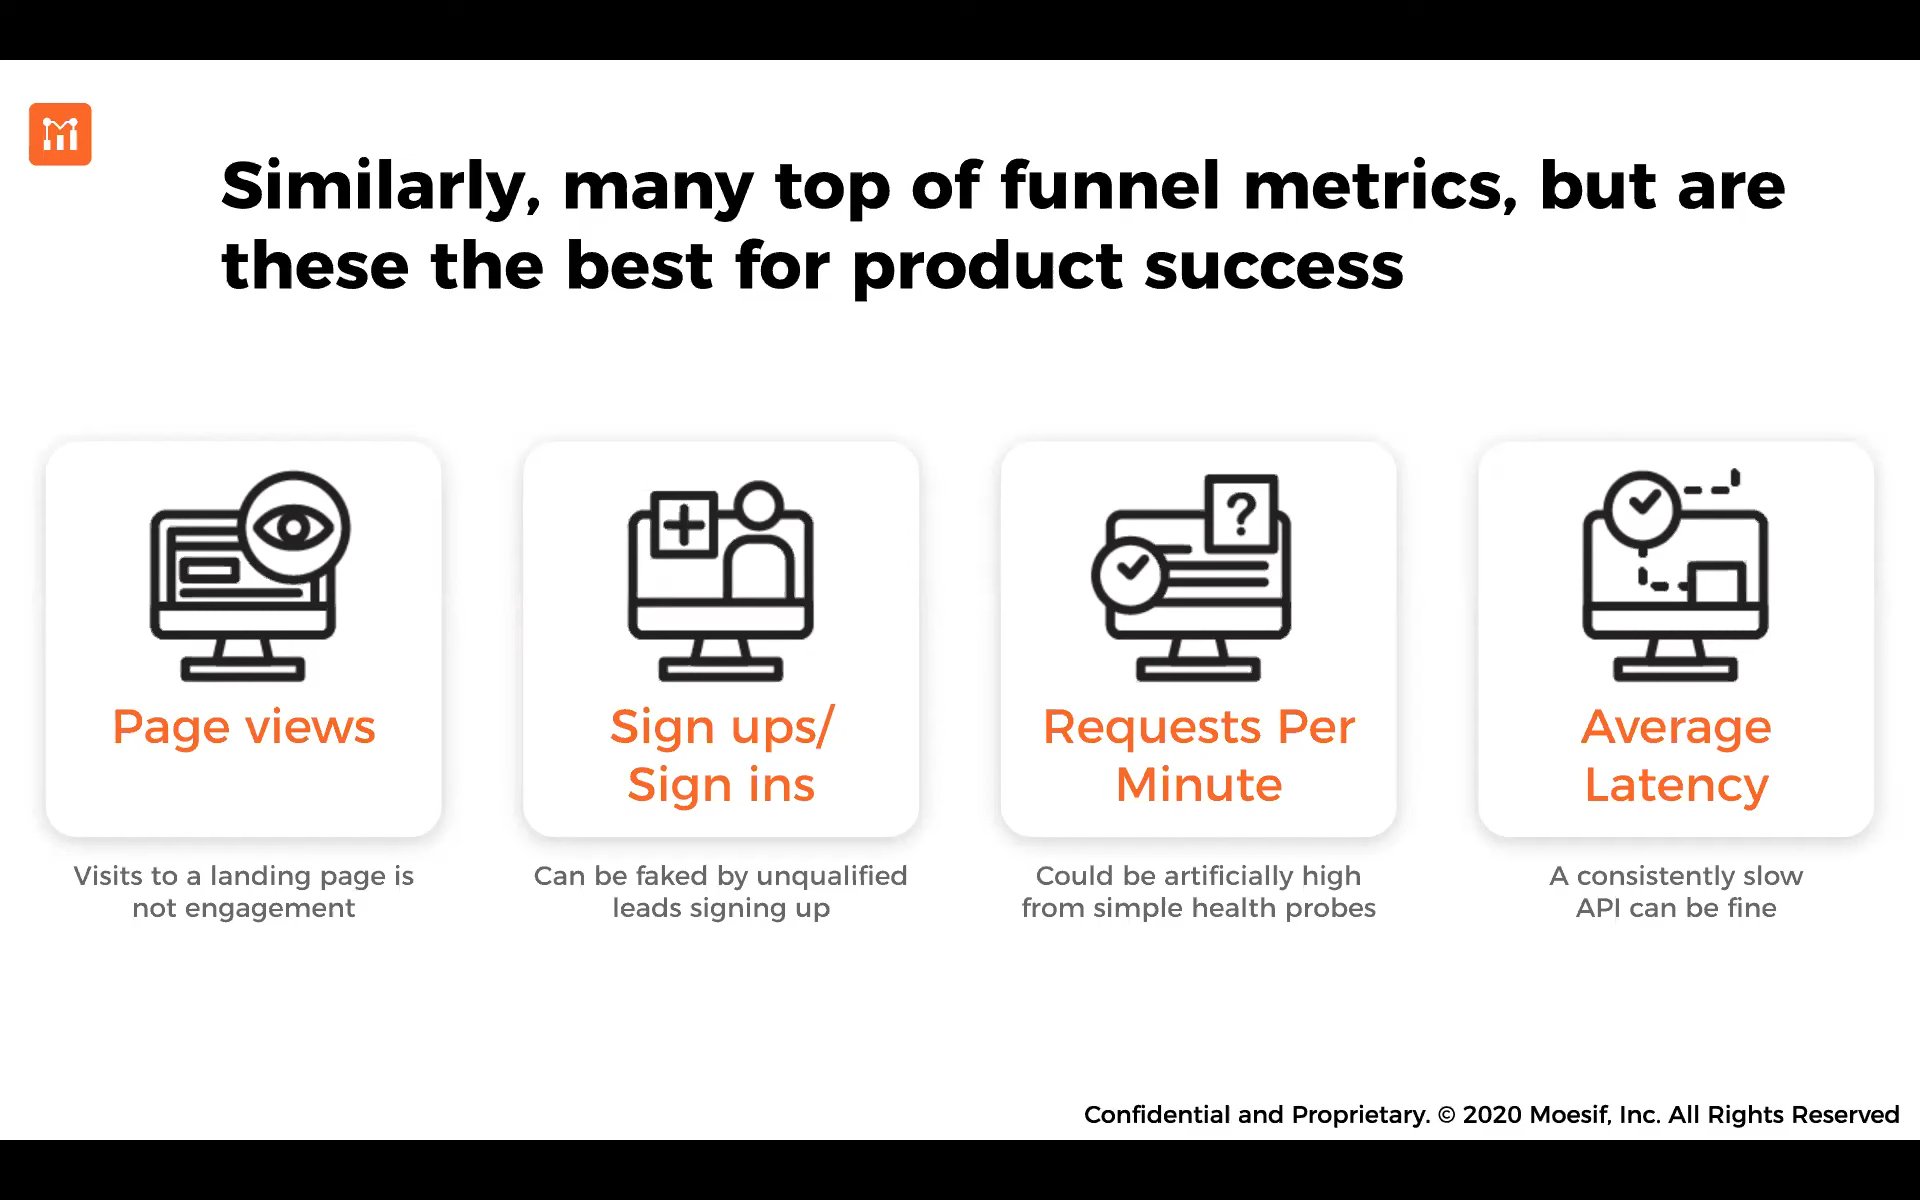 Similarly, many top of funnel metrics, but are
these the best for product success
Page views
Visits to a landing page is
not engagement
Sign ups/
Sign ins
Can be faked by unqualified
leads signing up
?
Requests Per
Minute
Could be artificially high
from simple health probes
Average
Latency
A consistently slow
API can be fine
Confidential and Proprietary. © 2020 Moesif, Inc. All Rights Reserved